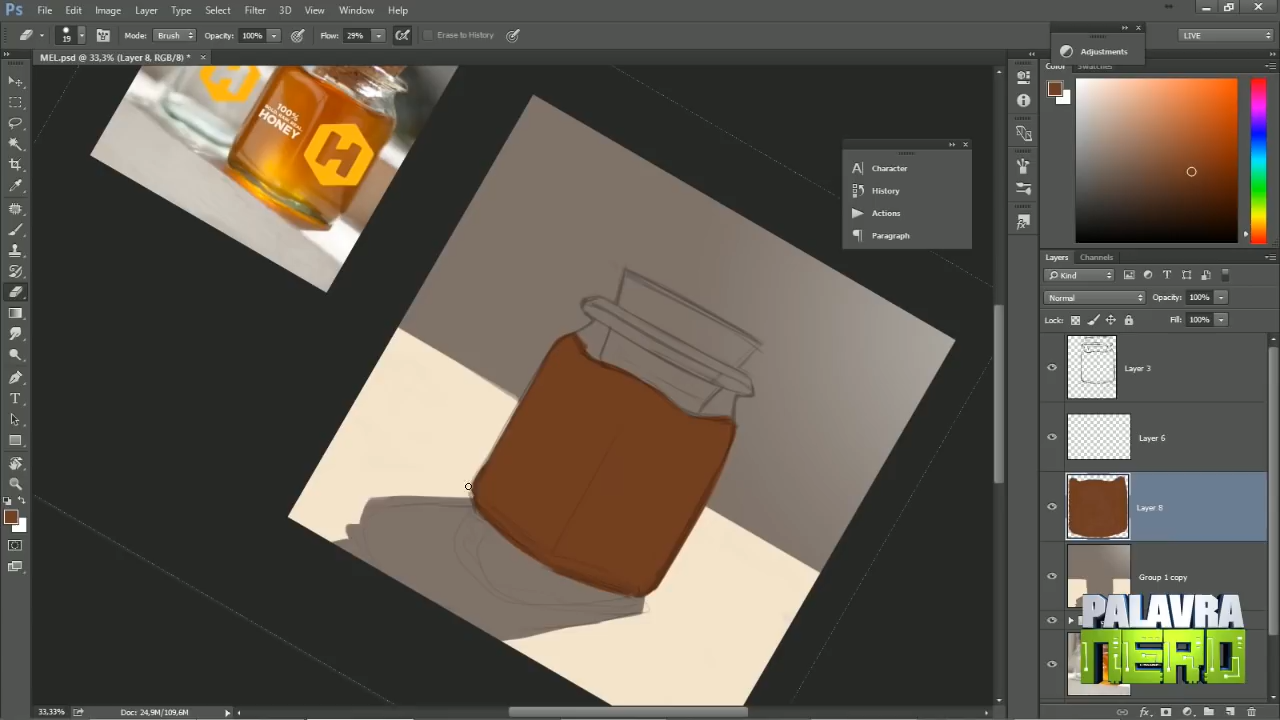 Ps File Edit Image Layer Type Select Filter 3D View Window Help
19 Mode: Brush Opacity: 100% Flow: 29% Erase to History LIVE
MEL.psd @ 33,3% (Layer 8, RGB/8) * ×
Adjustments
Color Swatches
H
100%
HONEY
H
Character
History
Actions
Paragraph
Layers Channels
Kind
Normal Opacity: 100%
Lock: Fill: 100%
Layer 3
Layer 6
Layer 8
Group 1 copy
PALAVRA
NERD
33,33% Doc: 24,9M/109,6M